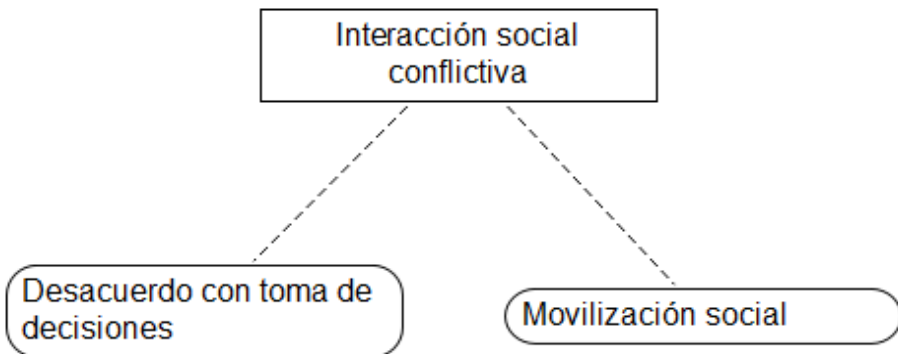 Interacción social
conflictiva
Desacuerdo con toma de
decisiones
Movilización social